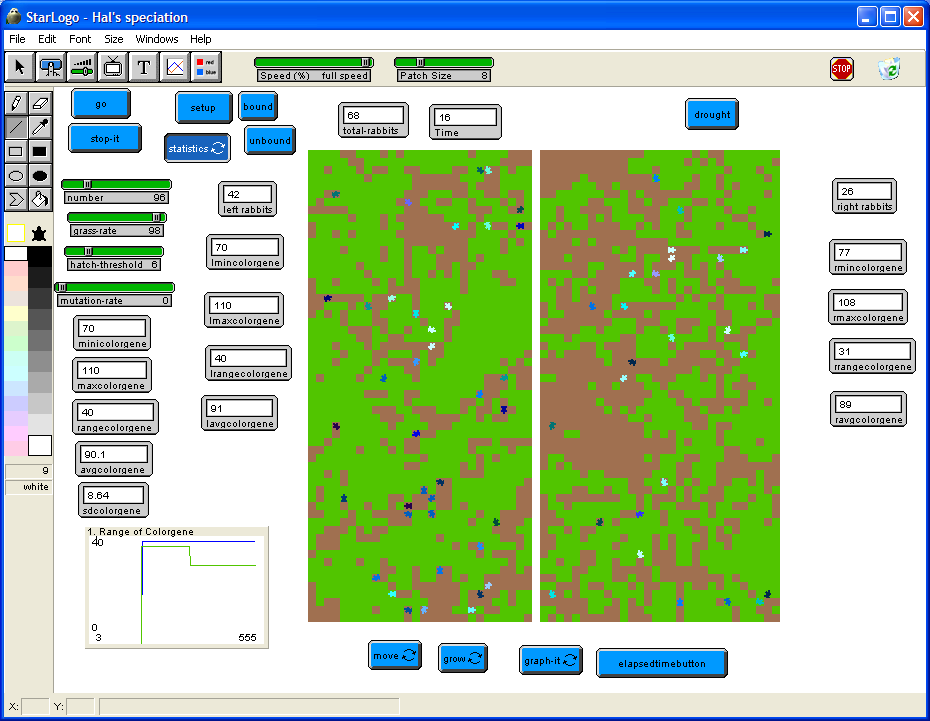 StarLogo - Hal's speciation
File Edit Font Size Windows Help
T
red
blue
Speed (%) full speed
Patch Size 8
STOP
go
setup
bound
stop-it
statistics
unbound
68
total-rabbits
16
Time
drought
number 96
grass-rate 98
hatch-threshold 6
mutation-rate 0
42
left rabbits
70
lmincolorgene
110
lmaxcolorgene
40
lrangecolorgene
91
lavgcolorgene
70
minicolorgene
110
maxcolorgene
40
rangecolorgene
90.1
avgcolorgene
8.64
sdcolorgene
26
right rabbits
77
rmincolorgene
108
rmaxcolorgene
31
rrangecolorgene
89
ravgcolorgene
9
white
1. Range of Colorgene
40
0
3 555
move
grow
graph-it
elapsedtimebutton
X: Y: